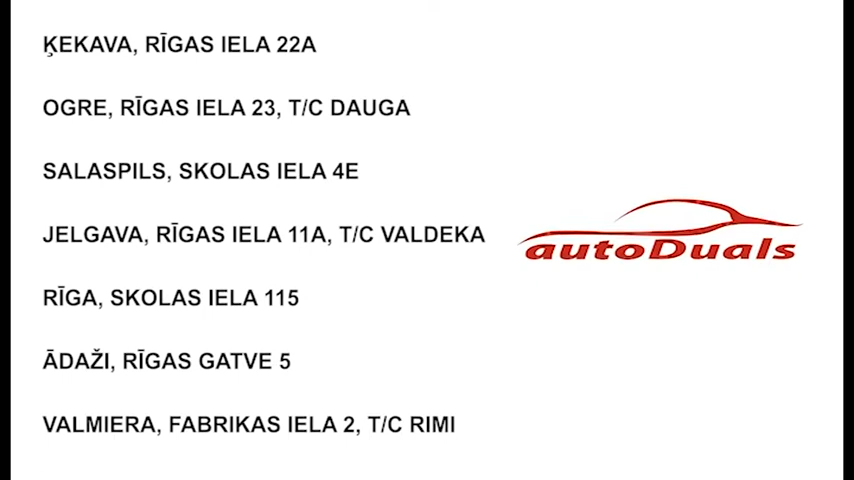 ĶEKAVA, RĪGAS IELA 22A
OGRE, RĪGAS IELA 23, T/C DAUGA
SALASPILS, SKOLAS IELA 4E
JELGAVA, RĪGAS IELA 11A, T/C VALDEKA
autoDuals
RĪGA, SKOLAS IELA 115
ĀDAŽI, RĪGAS GATVE 5
VALMIERA, FABRIKAS IELA 2, T/C RIMI